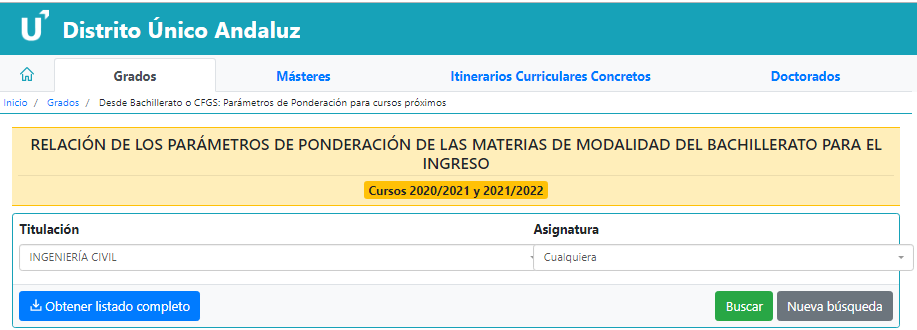 U Distrito Único Andaluz
Grados Másteres Itinerarios Curriculares Concretos Doctorados
Inicio / Grados / Desde Bachillerato o CFGS: Parámetros de Ponderación para cursos próximos
RELACIÓN DE LOS PARÁMETROS DE PONDERACIÓN DE LAS MATERIAS DE MODALIDAD DEL BACHILLERATO PARA EL
INGRESO
Cursos 2020/2021 y 2021/2022
Titulación Asignatura
INGENIERÍA CIVIL Cualquiera
Obtener listado completo Buscar Nueva búsqueda